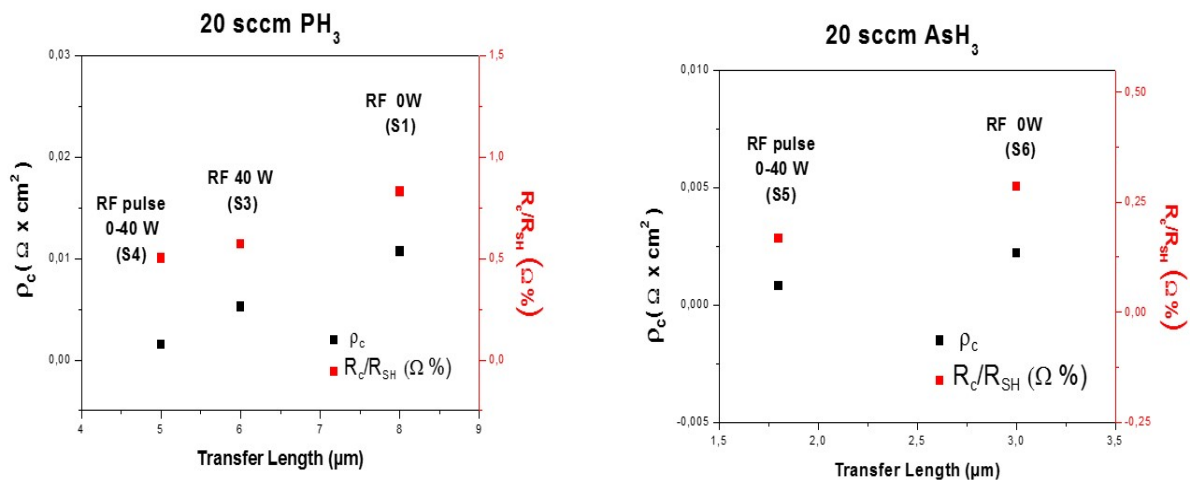 20 sccm PH3
0,03
0,02
0,01
0,00
ρc( Ω x cm2)
1,5
1,0
0,5
0,0
Rc/RSH (Ω %)
RF 0W
(S1)
RF 40 W
(S3)
RF pulse
0-40 W
(S4)
ρc
Rc/RSH (Ω %)
4 5 6 7 8 9
Transfer Length (µm)
20 sccm AsH3
0,010
0,005
0,000
-0,005
ρc( Ω x cm2)
0,50
0,25
0,00
-0,25
Rc/RSH (Ω %)
RF 0W
(S6)
RF pulse
0-40 W
(S5)
ρc
Rc/RSH (Ω %)
1,5 2,0 2,5 3,0 3,5
Transfer Length (µm)